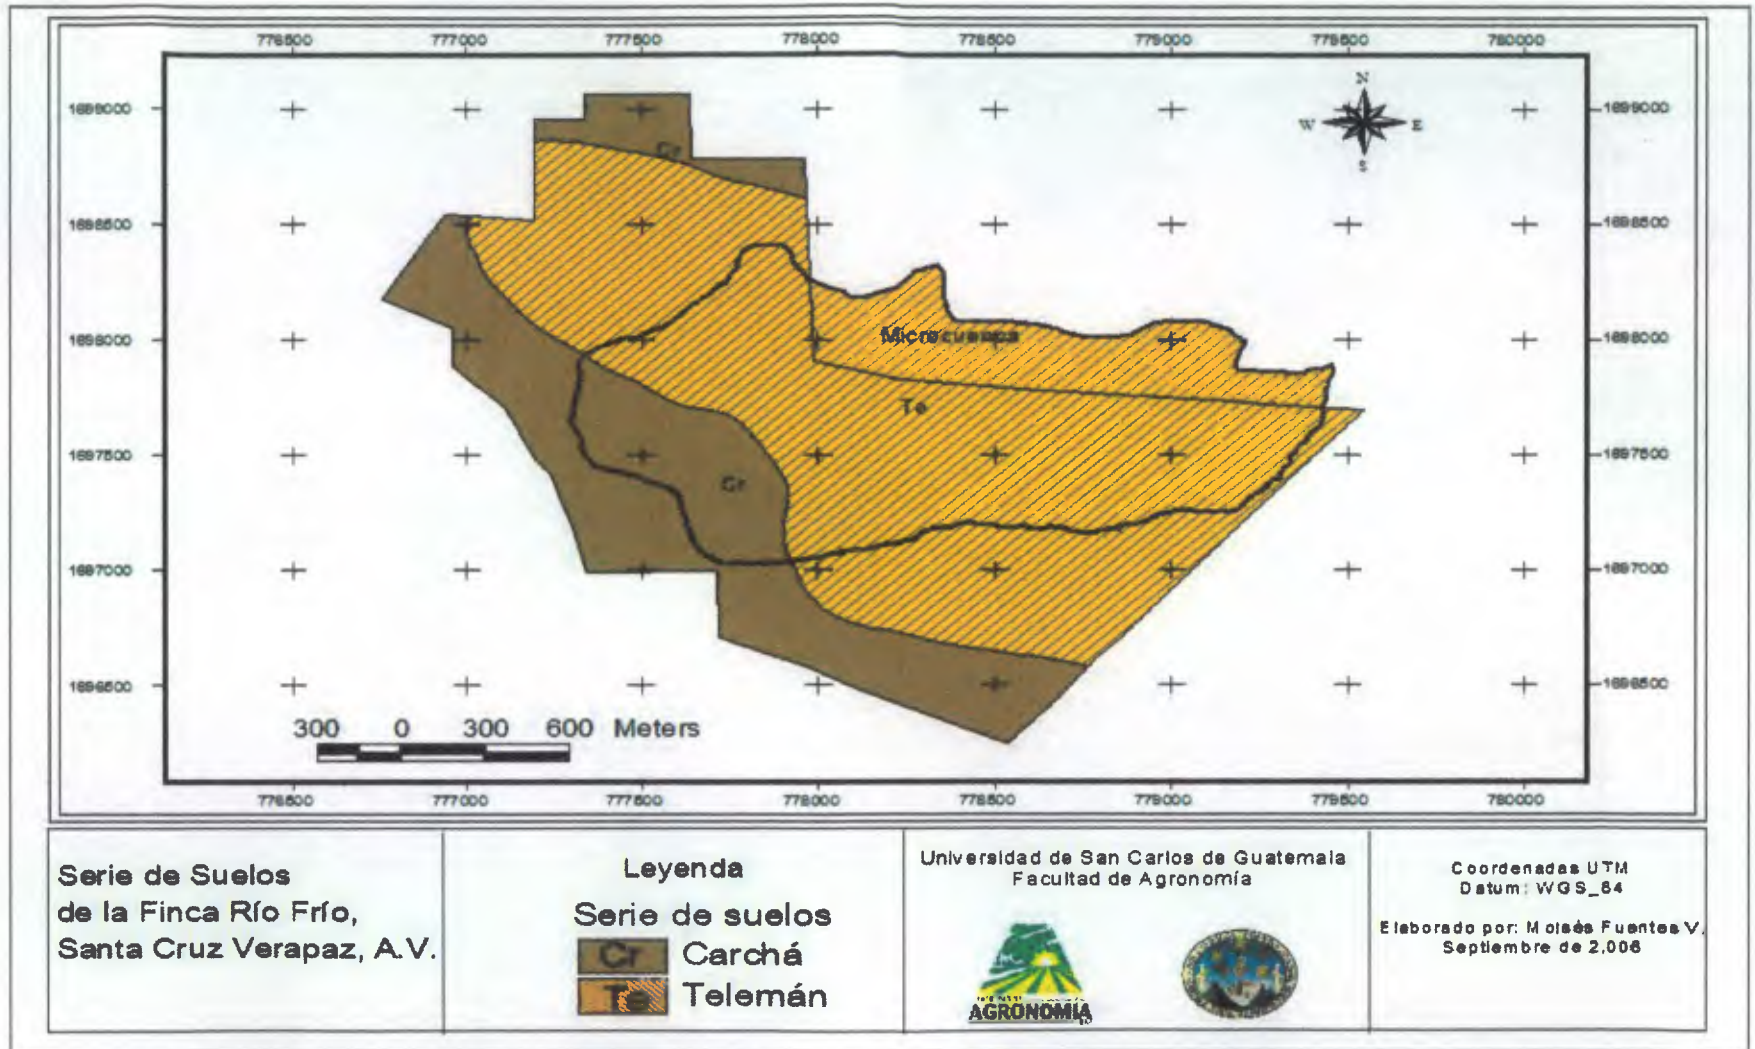 776500 777000 777500 778000 778500 779000 779500 780000
1699000 1699000
N
W E
S
Cr
1698500 1698500
1698000 Microcuenca 1698000
Te
1697500 1697500
Cr
1697000 1697000
1696500 1696500
300 0 300 600 Meters
776500 777000 777500 778000 778500 779000 779500 780000
Serie de Suelos
de la Finca Río Frío,
Santa Cruz Verapaz, A.V.
Leyenda
Serie de suelos
Cr Carchá
Te Telemán
Universidad de San Carlos de Guatemala
Facultad de Agronomía
AGRONOMIA
Coordenadas UTM
Datum: WGS_84
Elaborado por: Moisés Fuentes V.
Septiembre de 2,006